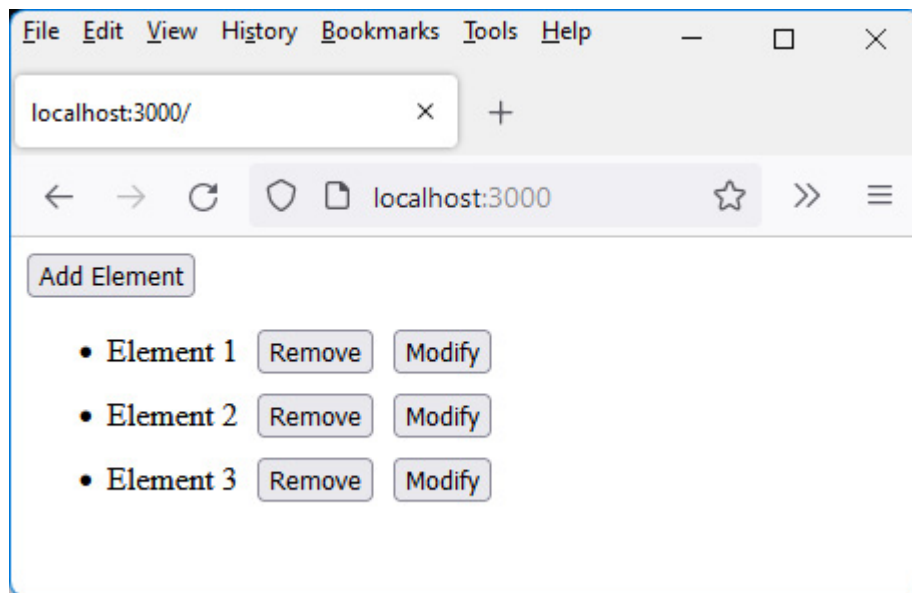 File Edit View History Bookmarks Tools Help
localhost:3000/
localhost:3000
Add Element
• Element 1 Remove Modify
• Element 2 Remove Modify
• Element 3 Remove Modify